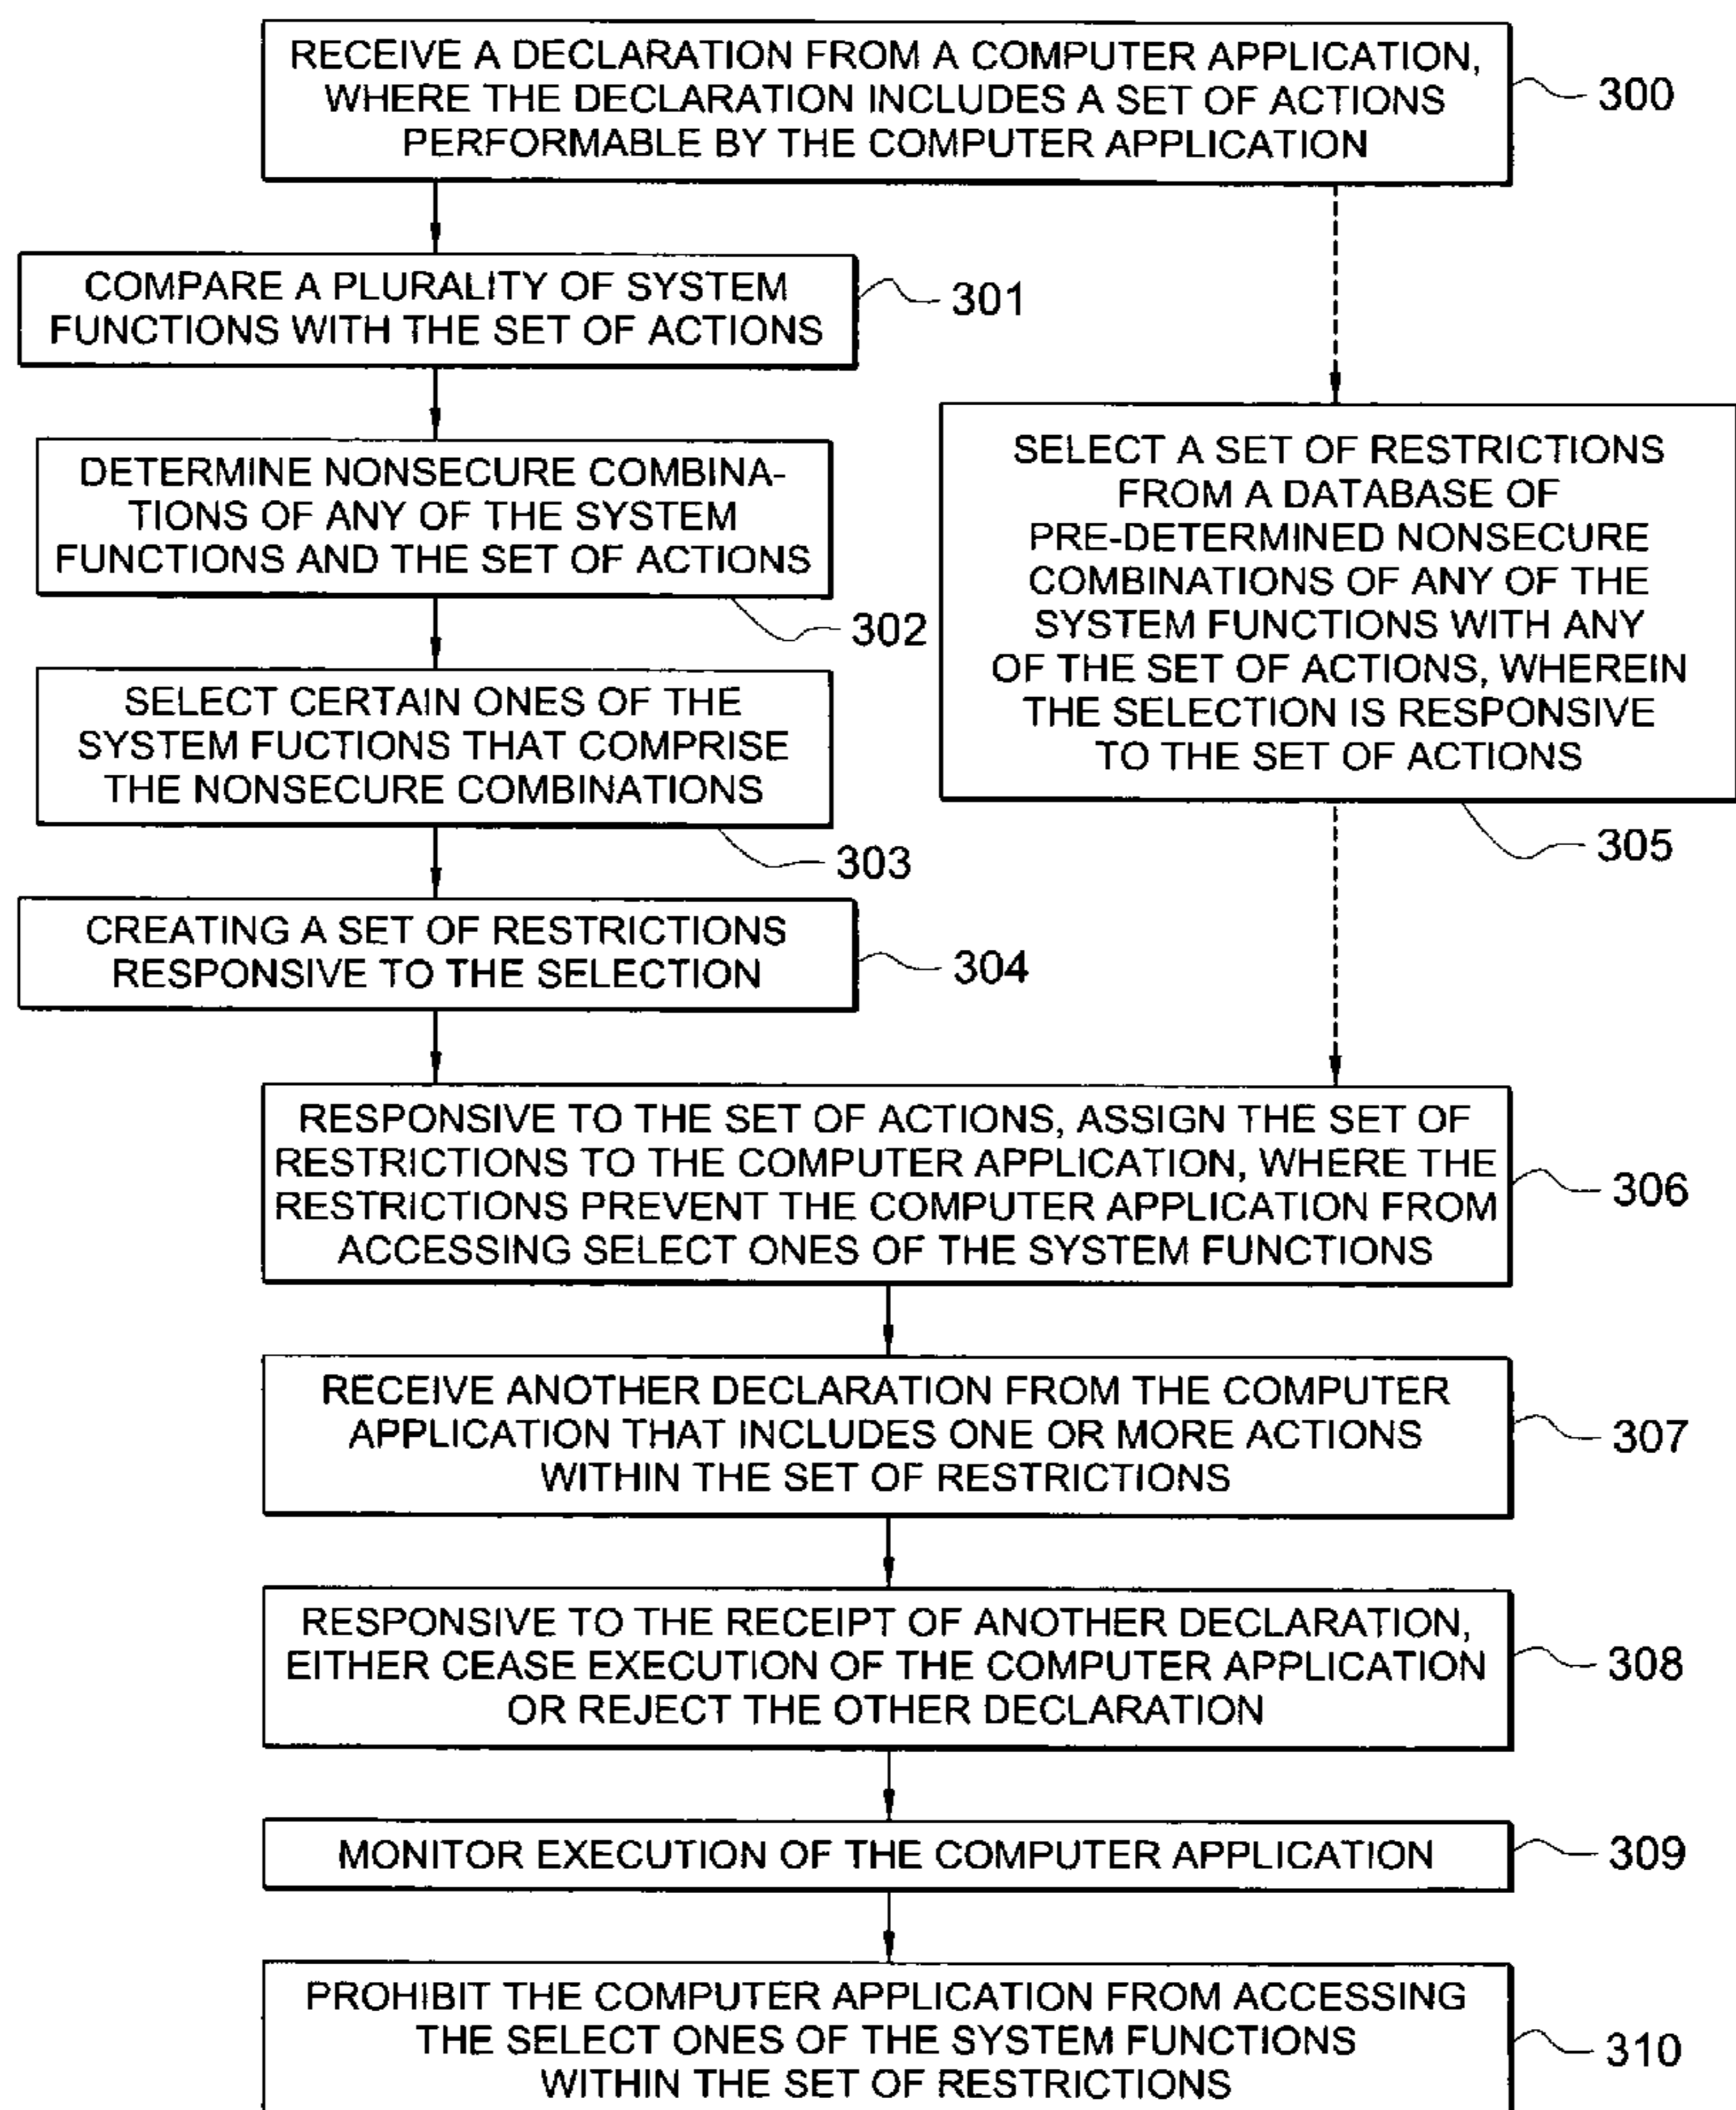 RECEIVE A DECLARATION FROM A COMPUTER APPLICATION,
WHERE THE DECLARATION INCLUDES A SET OF ACTIONS
PERFORMABLE BY THE COMPUTER APPLICATION
300
COMPARE A PLURALITY OF SYSTEM
FUNCTIONS WITH THE SET OF ACTIONS
301
DETERMINE NONSECURE COMBINA-
TIONS OF ANY OF THE SYSTEM
FUNCTIONS AND THE SET OF ACTIONS
302
SELECT CERTAIN ONES OF THE
SYSTEM FUCTIONS THAT COMPRISE
THE NONSECURE COMBINATIONS
303
CREATING A SET OF RESTRICTIONS
RESPONSIVE TO THE SELECTION
304
SELECT A SET OF RESTRICTIONS
FROM A DATABASE OF
PRE-DETERMINED NONSECURE
COMBINATIONS OF ANY OF THE
SYSTEM FUNCTIONS WITH ANY
OF THE SET OF ACTIONS, WHEREIN
THE SELECTION IS RESPONSIVE
TO THE SET OF ACTIONS
305
RESPONSIVE TO THE SET OF ACTIONS, ASSIGN THE SET OF
RESTRICTIONS TO THE COMPUTER APPLICATION, WHERE THE
RESTRICTIONS PREVENT THE COMPUTER APPLICATION FROM
ACCESSING SELECT ONES OF THE SYSTEM FUNCTIONS
306
RECEIVE ANOTHER DECLARATION FROM THE COMPUTER
APPLICATION THAT INCLUDES ONE OR MORE ACTIONS
WITHIN THE SET OF RESTRICTIONS
307
RESPONSIVE TO THE RECEIPT OF ANOTHER DECLARATION,
EITHER CEASE EXECUTION OF THE COMPUTER APPLICATION
OR REJECT THE OTHER DECLARATION
308
MONITOR EXECUTION OF THE COMPUTER APPLICATION
309
PROHIBIT THE COMPUTER APPLICATION FROM ACCESSING
THE SELECT ONES OF THE SYSTEM FUNCTIONS
WITHIN THE SET OF RESTRICTIONS
310